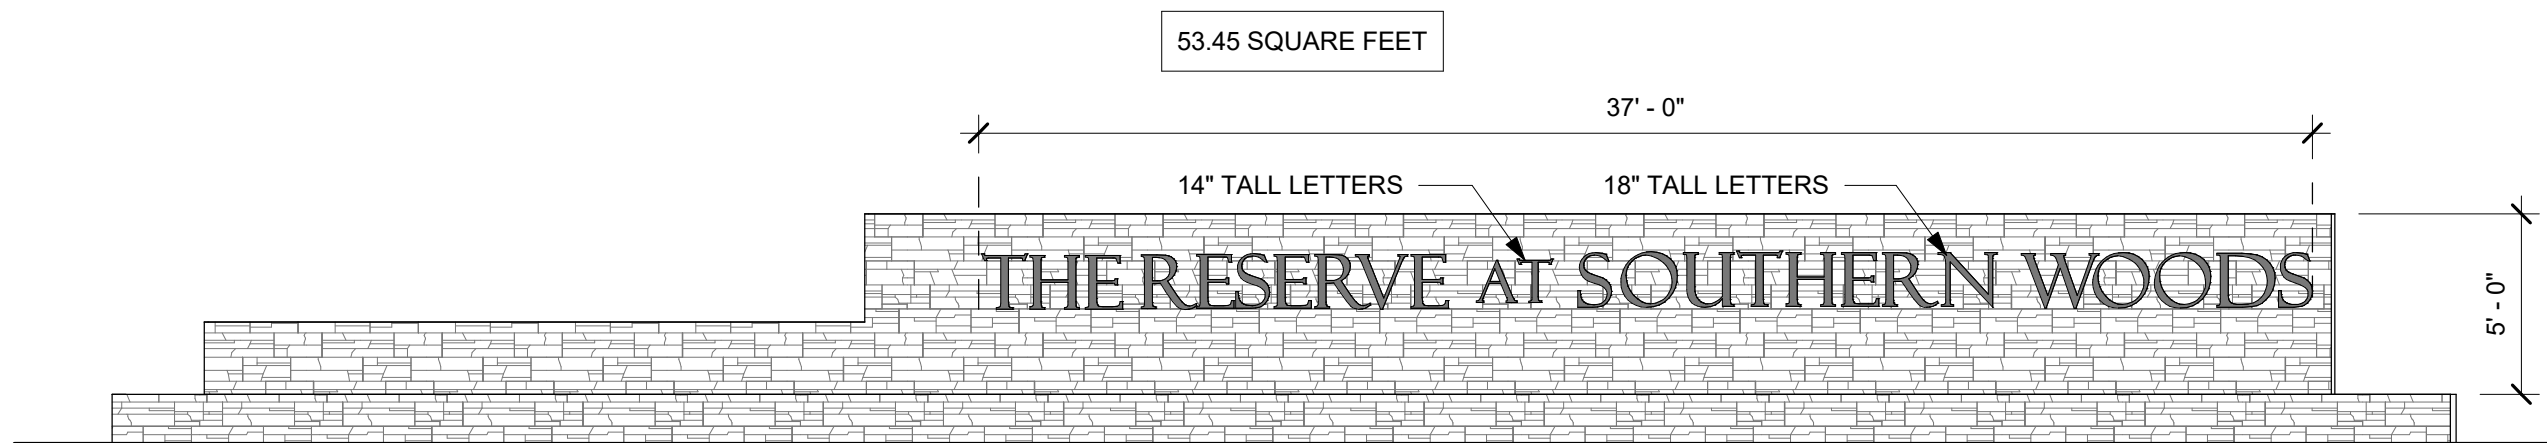 53.45 SQUARE FEET
37' - 0"
14" TALL LETTERS
18" TALL LETTERS
THE RESERVE AT SOUTHERN WOODS
5' - 0"